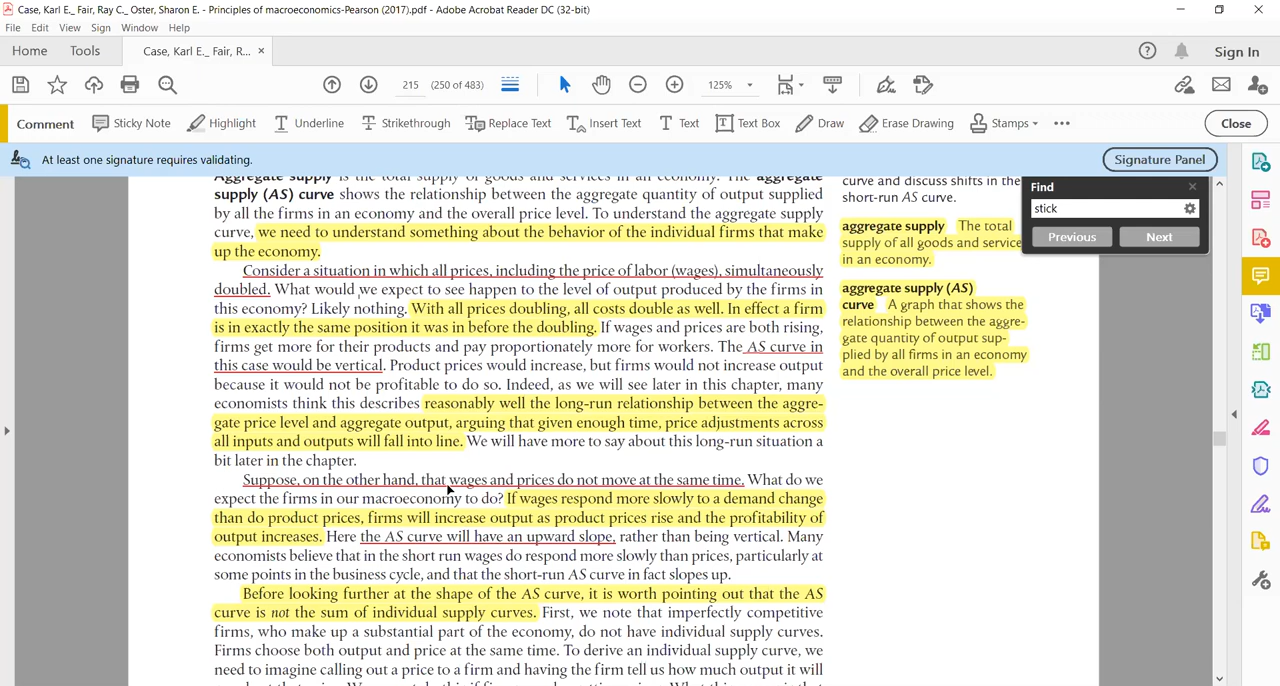 Case, Karl E._ Fair, Ray C._ Oster, Sharon E. - Principles of macroeconomics-Pearson (2017).pdf - Adobe Acrobat Reader DC (32-bit)
File Edit View Sign Window Help
Home Tools Case, Karl E._ Fair, R... × Sign In
215 (250 of 483) 125%
Comment Sticky Note Highlight Underline Strikethrough Replace Text Insert Text Text Text Box Draw Erase Drawing Stamps Close
At least one signature requires validating. Signature Panel
Aggregate supply is the total supply of goods and services in an economy. The aggregate
supply (AS) curve shows the relationship between the aggregate quantity of output supplied
by all the firms in an economy and the overall price level. To understand the aggregate supply
curve, we need to understand something about the behavior of the individual firms that make
up the economy.
Consider a situation in which all prices, including the price of labor (wages), simultaneously
doubled. What would we expect to see happen to the level of output produced by the firms in
this economy? Likely nothing. With all prices doubling, all costs double as well. In effect a firm
is in exactly the same position it was in before the doubling. If wages and prices are both rising,
firms get more for their products and pay proportionately more for workers. The AS curve in
this case would be vertical. Product prices would increase, but firms would not increase output
because it would not be profitable to do so. Indeed, as we will see later in this chapter, many
economists think this describes reasonably well the long-run relationship between the aggre-
gate price level and aggregate output, arguing that given enough time, price adjustments across
all inputs and outputs will fall into line. We will have more to say about this long-run situation a
bit later in the chapter.
Suppose, on the other hand, that wages and prices do not move at the same time. What do we
expect the firms in our macroeconomy to do? If wages respond more slowly to a demand change
than do product prices, firms will increase output as product prices rise and the profitability of
output increases. Here the AS curve will have an upward slope, rather than being vertical. Many
economists believe that in the short run wages do respond more slowly than prices, particularly at
some points in the business cycle, and that the short-run AS curve in fact slopes up.
Before looking further at the shape of the AS curve, it is worth pointing out that the AS
curve is not the sum of individual supply curves. First, we note that imperfectly competitive
firms, who make up a substantial part of the economy, do not have individual supply curves.
Firms choose both output and price at the same time. To derive an individual supply curve, we
need to imagine calling out a price to a firm and having the firm tell us how much output it will
curve and discuss shifts in the
short-run AS curve.
aggregate supply The total
supply of all goods and service
in an economy.
aggregate supply (AS)
curve A graph that shows the
relationship between the aggre-
gate quantity of output sup-
plied by all firms in an economy
and the overall price level.
Find
stick
Previous Next